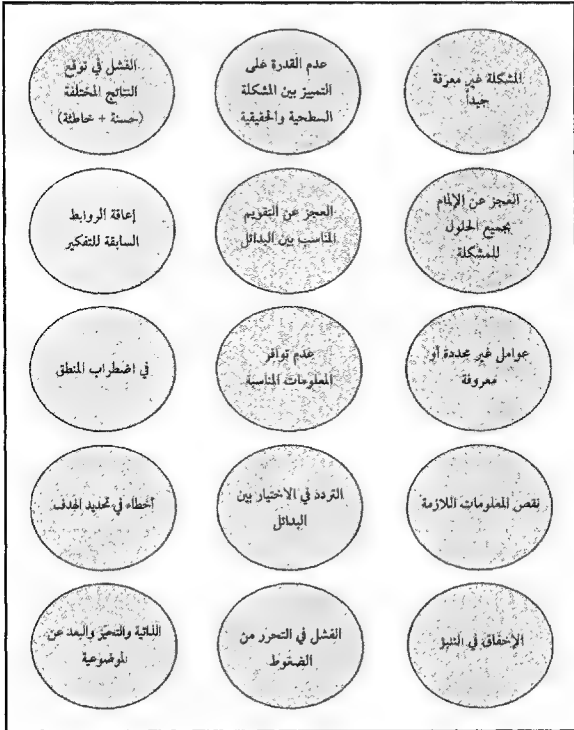 المشكلة غير معرفة
جيداً
عدم القدرة على
التمييز بين المشكلة
السطحية والحقيقية
الفشل في توقع
النتائج المختلفة
(حسنة + خاطئة)
العجز عن الإلمام
بجميع الحلول
للمشكلة
العجز عن التقويم
المناسب بين البدائل
إعاقة الروابط
السابقة للتفكير
عوامل غير محددة أو
معروفة
عدم توافر
المعلومات المناسبة
في اضطراب المنطق
نقص المعلومات اللازمة
التردد في الاختيار بين
البدائل
أخطاء في تحديد الهدف
الإخفاق في التنبؤ
الفشل في التحرر من
الضغوط
الذاتية والتحيز والبعد عن
الموضوعية